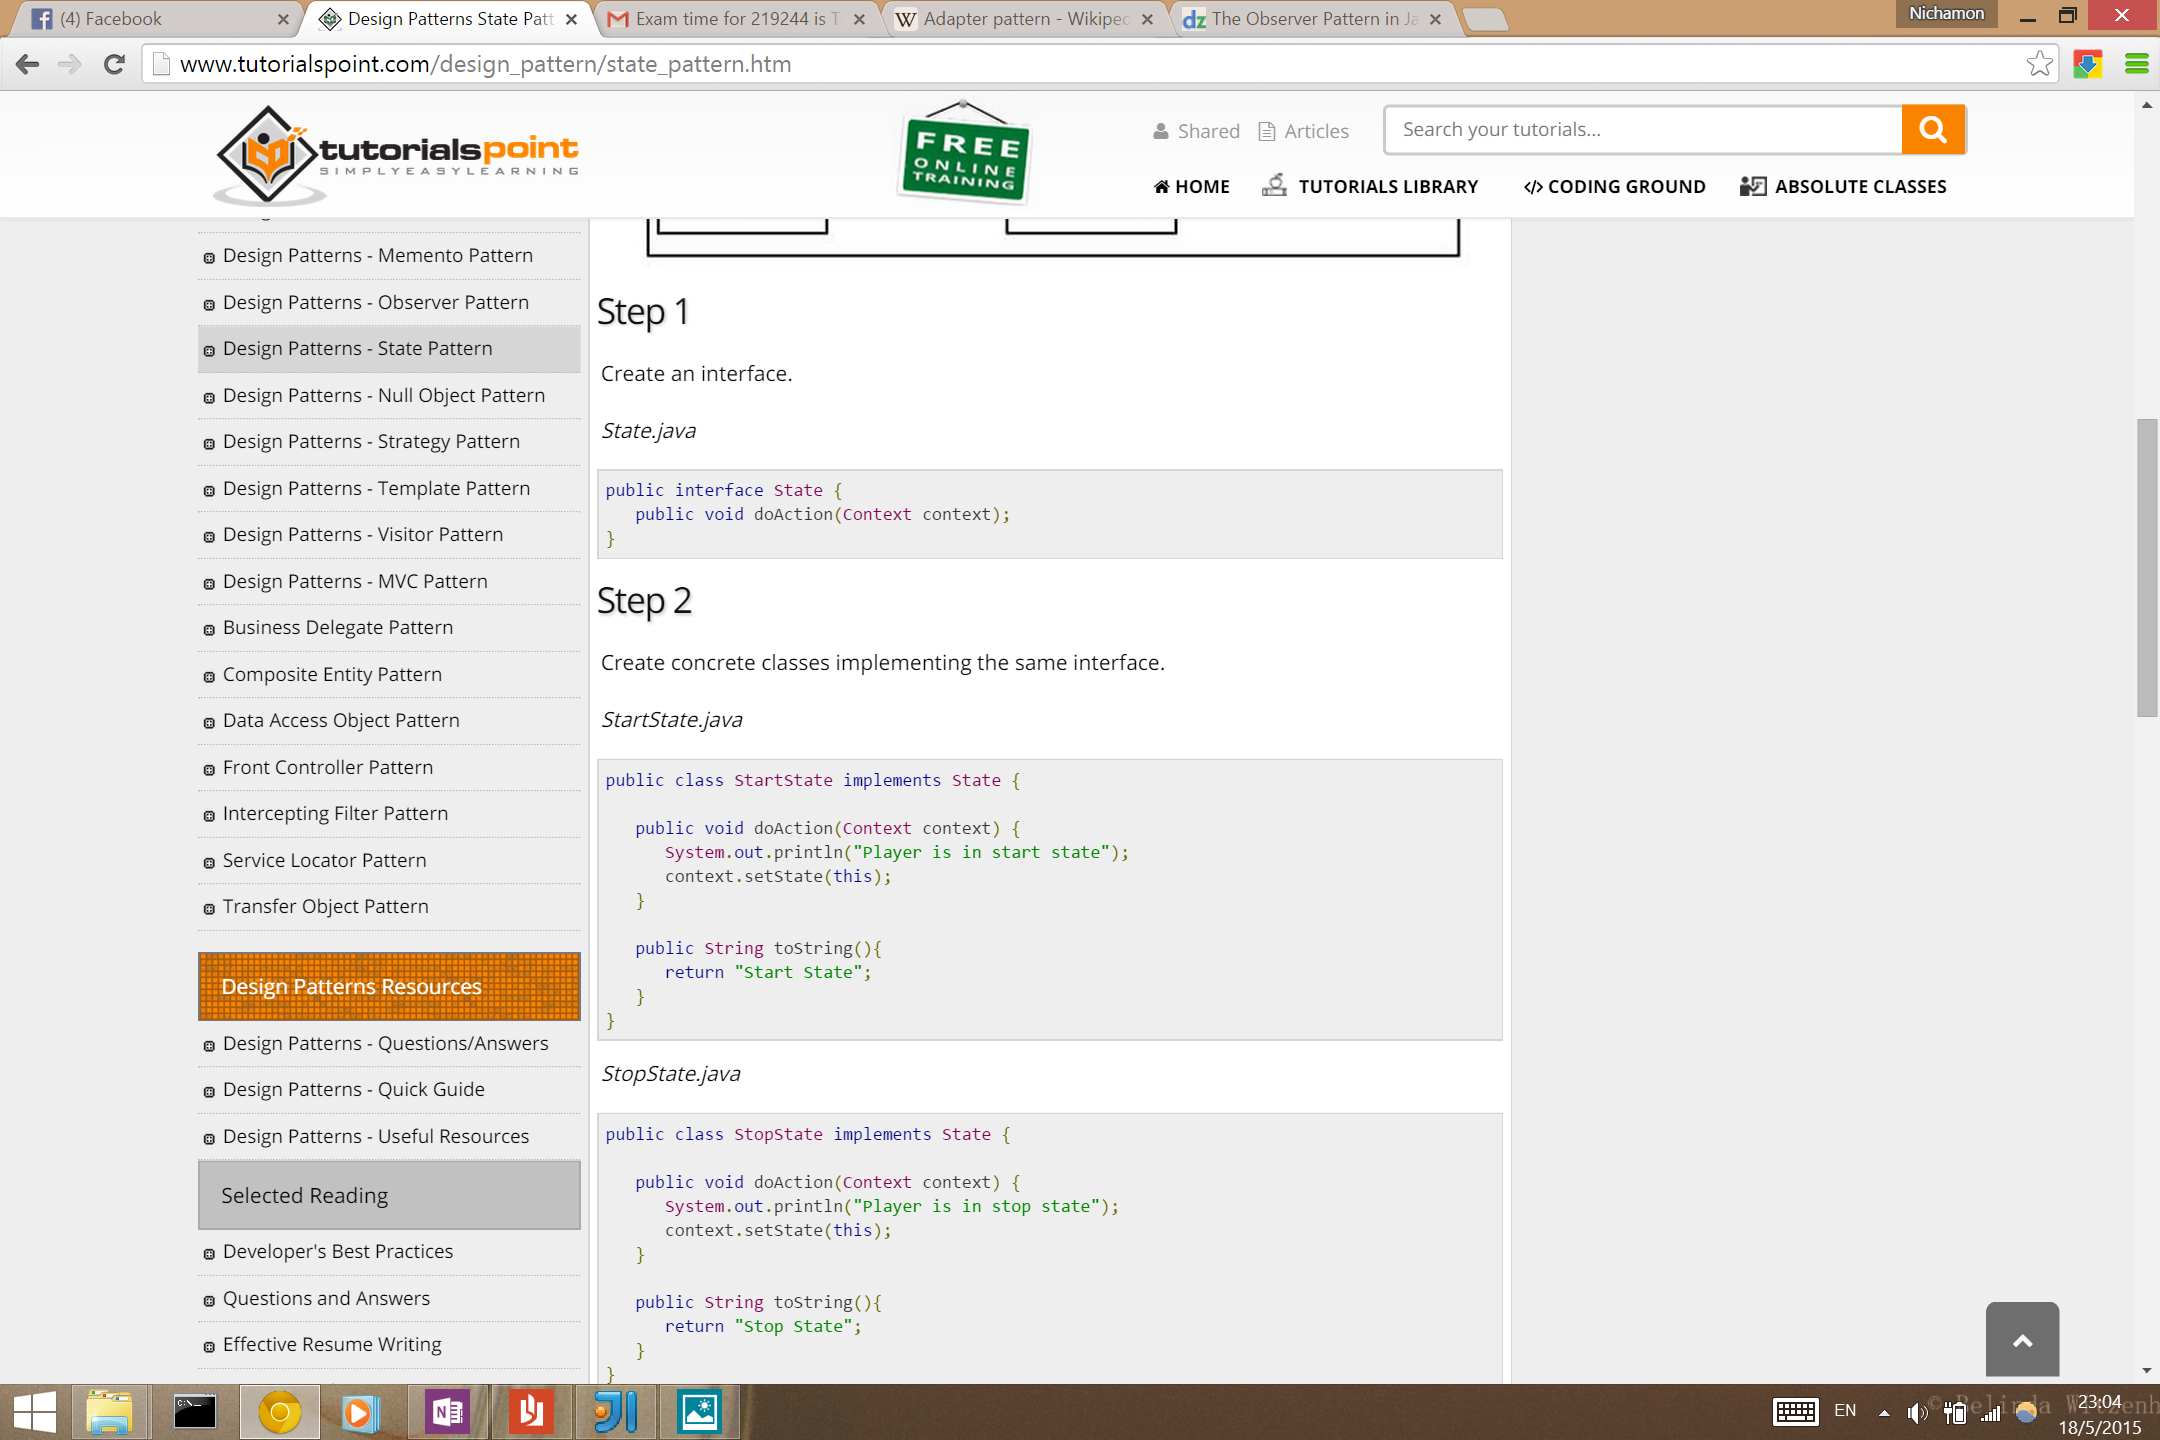 (4) Facebook
Design Patterns State Patt
Exam time for 219244 is T
Adapter pattern - Wikiped
The Observer Pattern in Ja
Nichamon
www.tutorialspoint.com/design_pattern/state_pattern.htm
tutorialspoint
SIMPLYEASYLEARNING
FREE
ONLINE
TRAINING
Shared
Articles
Search your tutorials...
HOME
TUTORIALS LIBRARY
</> CODING GROUND
ABSOLUTE CLASSES
Design Patterns - Memento Pattern
Design Patterns - Observer Pattern
Design Patterns - State Pattern
Design Patterns - Null Object Pattern
Design Patterns - Strategy Pattern
Design Patterns - Template Pattern
Design Patterns - Visitor Pattern
Design Patterns - MVC Pattern
Business Delegate Pattern
Composite Entity Pattern
Data Access Object Pattern
Front Controller Pattern
Intercepting Filter Pattern
Service Locator Pattern
Transfer Object Pattern
Design Patterns Resources
Design Patterns - Questions/Answers
Design Patterns - Quick Guide
Design Patterns - Useful Resources
Selected Reading
Developer's Best Practices
Questions and Answers
Effective Resume Writing
Step 1
Create an interface.
State.java
public interface State {
public void doAction(Context context);
}
Step 2
Create concrete classes implementing the same interface.
StartState.java
public class StartState implements State {
public void doAction(Context context) {
System.out.println("Player is in start state");
context.setState(this);
}
public String toString(){
return "Start State";
}
}
StopState.java
public class StopState implements State {
public void doAction(Context context) {
System.out.println("Player is in stop state");
context.setState(this);
}
public String toString(){
return "Stop State";
}
}
C:\_
N
EN
23:04
18/5/2015